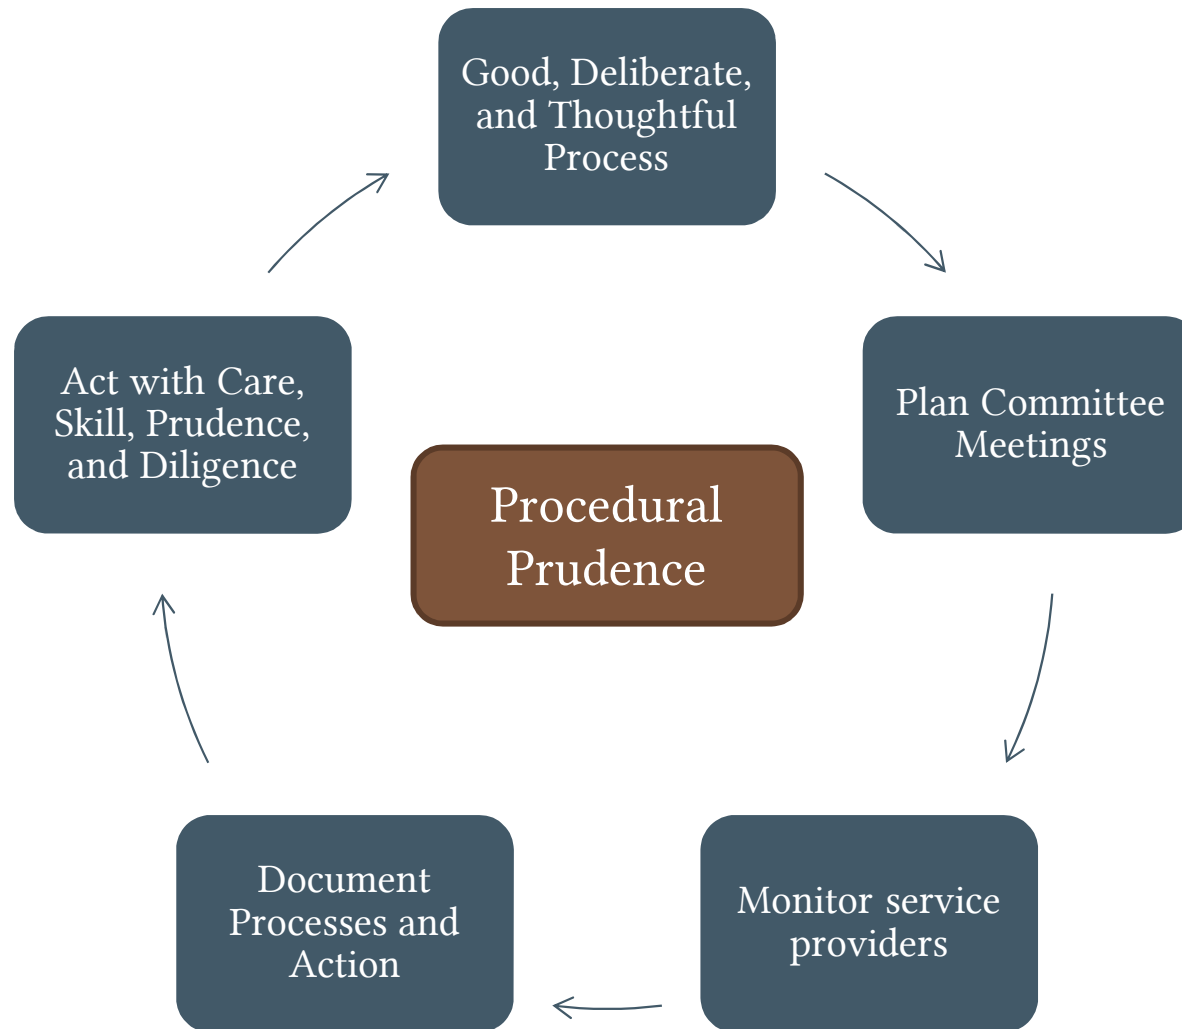 Good, Deliberate,
and Thoughtful
Process
Plan Committee
Meetings
Monitor service
providers
Document
Processes and
Action
Act with Care,
Skill, Prudence,
and Diligence
Procedural
Prudence